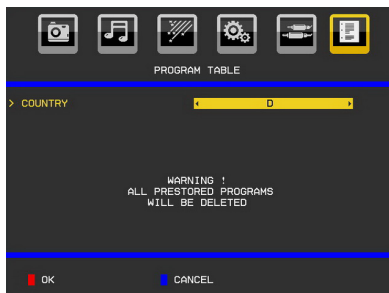 PROGRAM TABLE
> COUNTRY D
WARNING !
ALL PRESTORED PROGRAMS
WILL BE DELETED
OK CANCEL